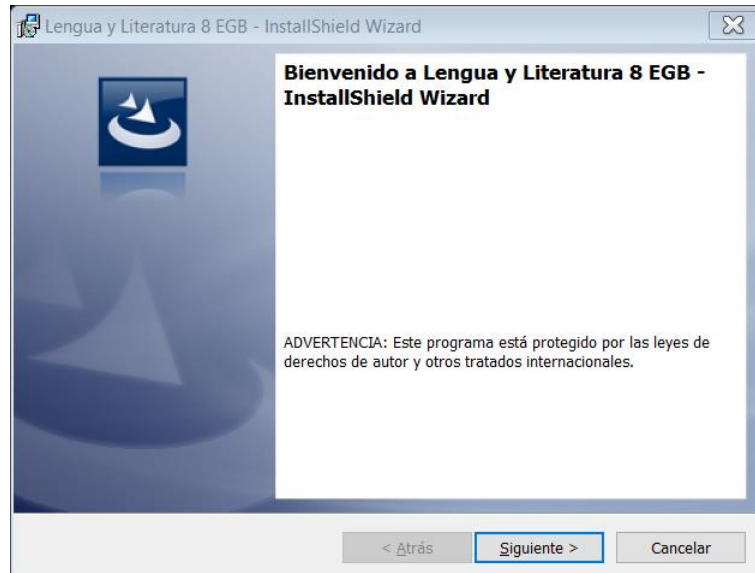 Lengua y Literatura 8 EGB - InstallShield Wizard
Bienvenido a Lengua y Literatura 8 EGB -
InstallShield Wizard
ADVERTENCIA: Este programa está protegido por las leyes de
derechos de autor y otros tratados internacionales.
< Atrás
Siguiente >
Cancelar